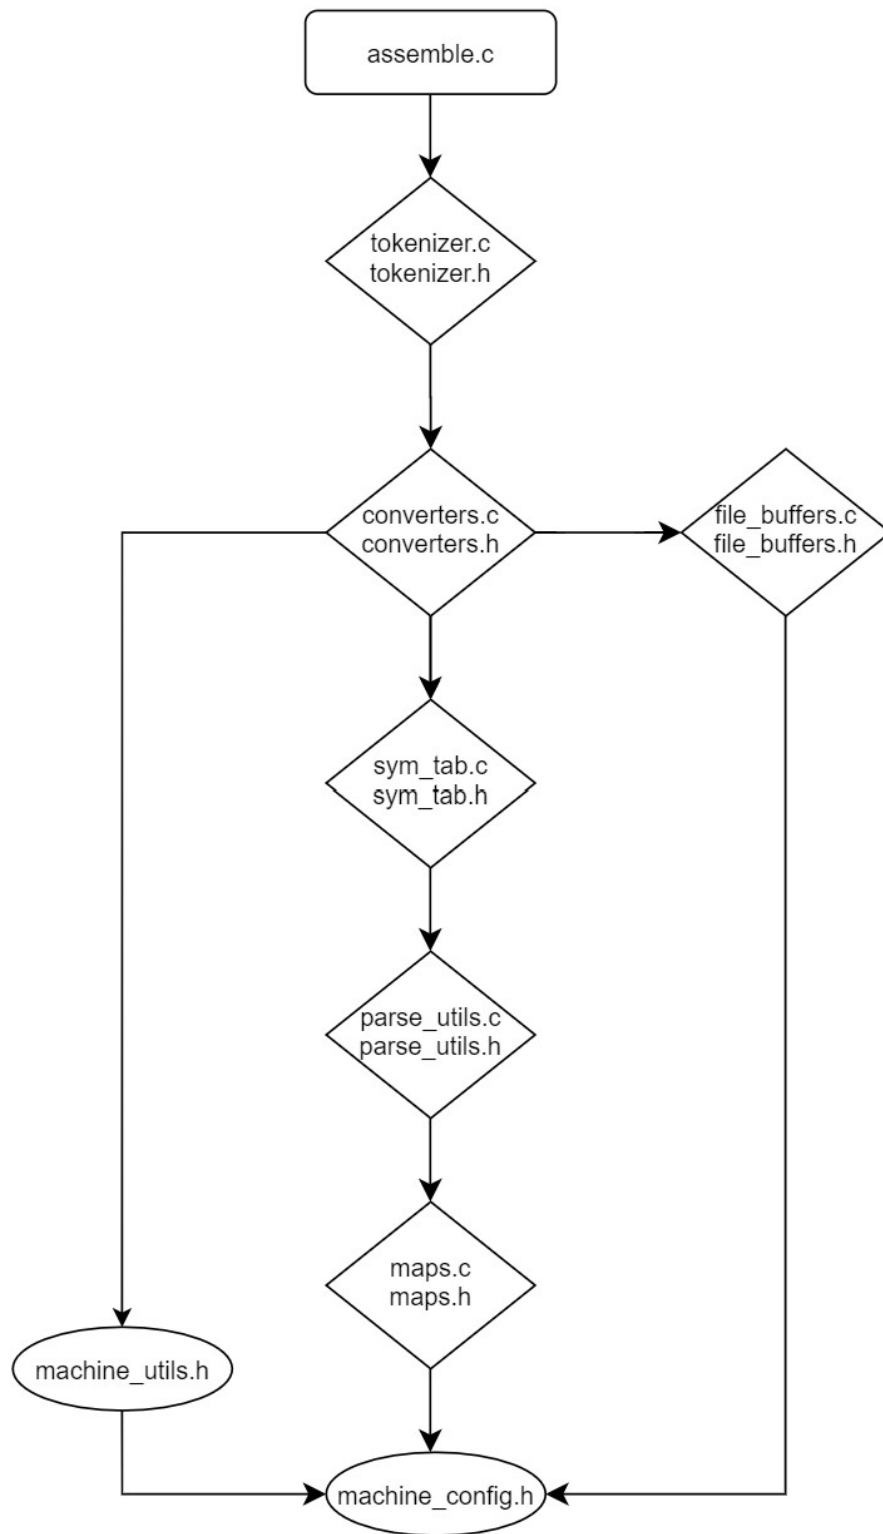 assemble.c
tokenizer.c
tokenizer.h
converters.c
converters.h
file_buffers.c
file_buffers.h
sym_tab.c
sym_tab.h
parse_utils.c
parse_utils.h
maps.c
maps.h
machine_utils.h
machine_config.h